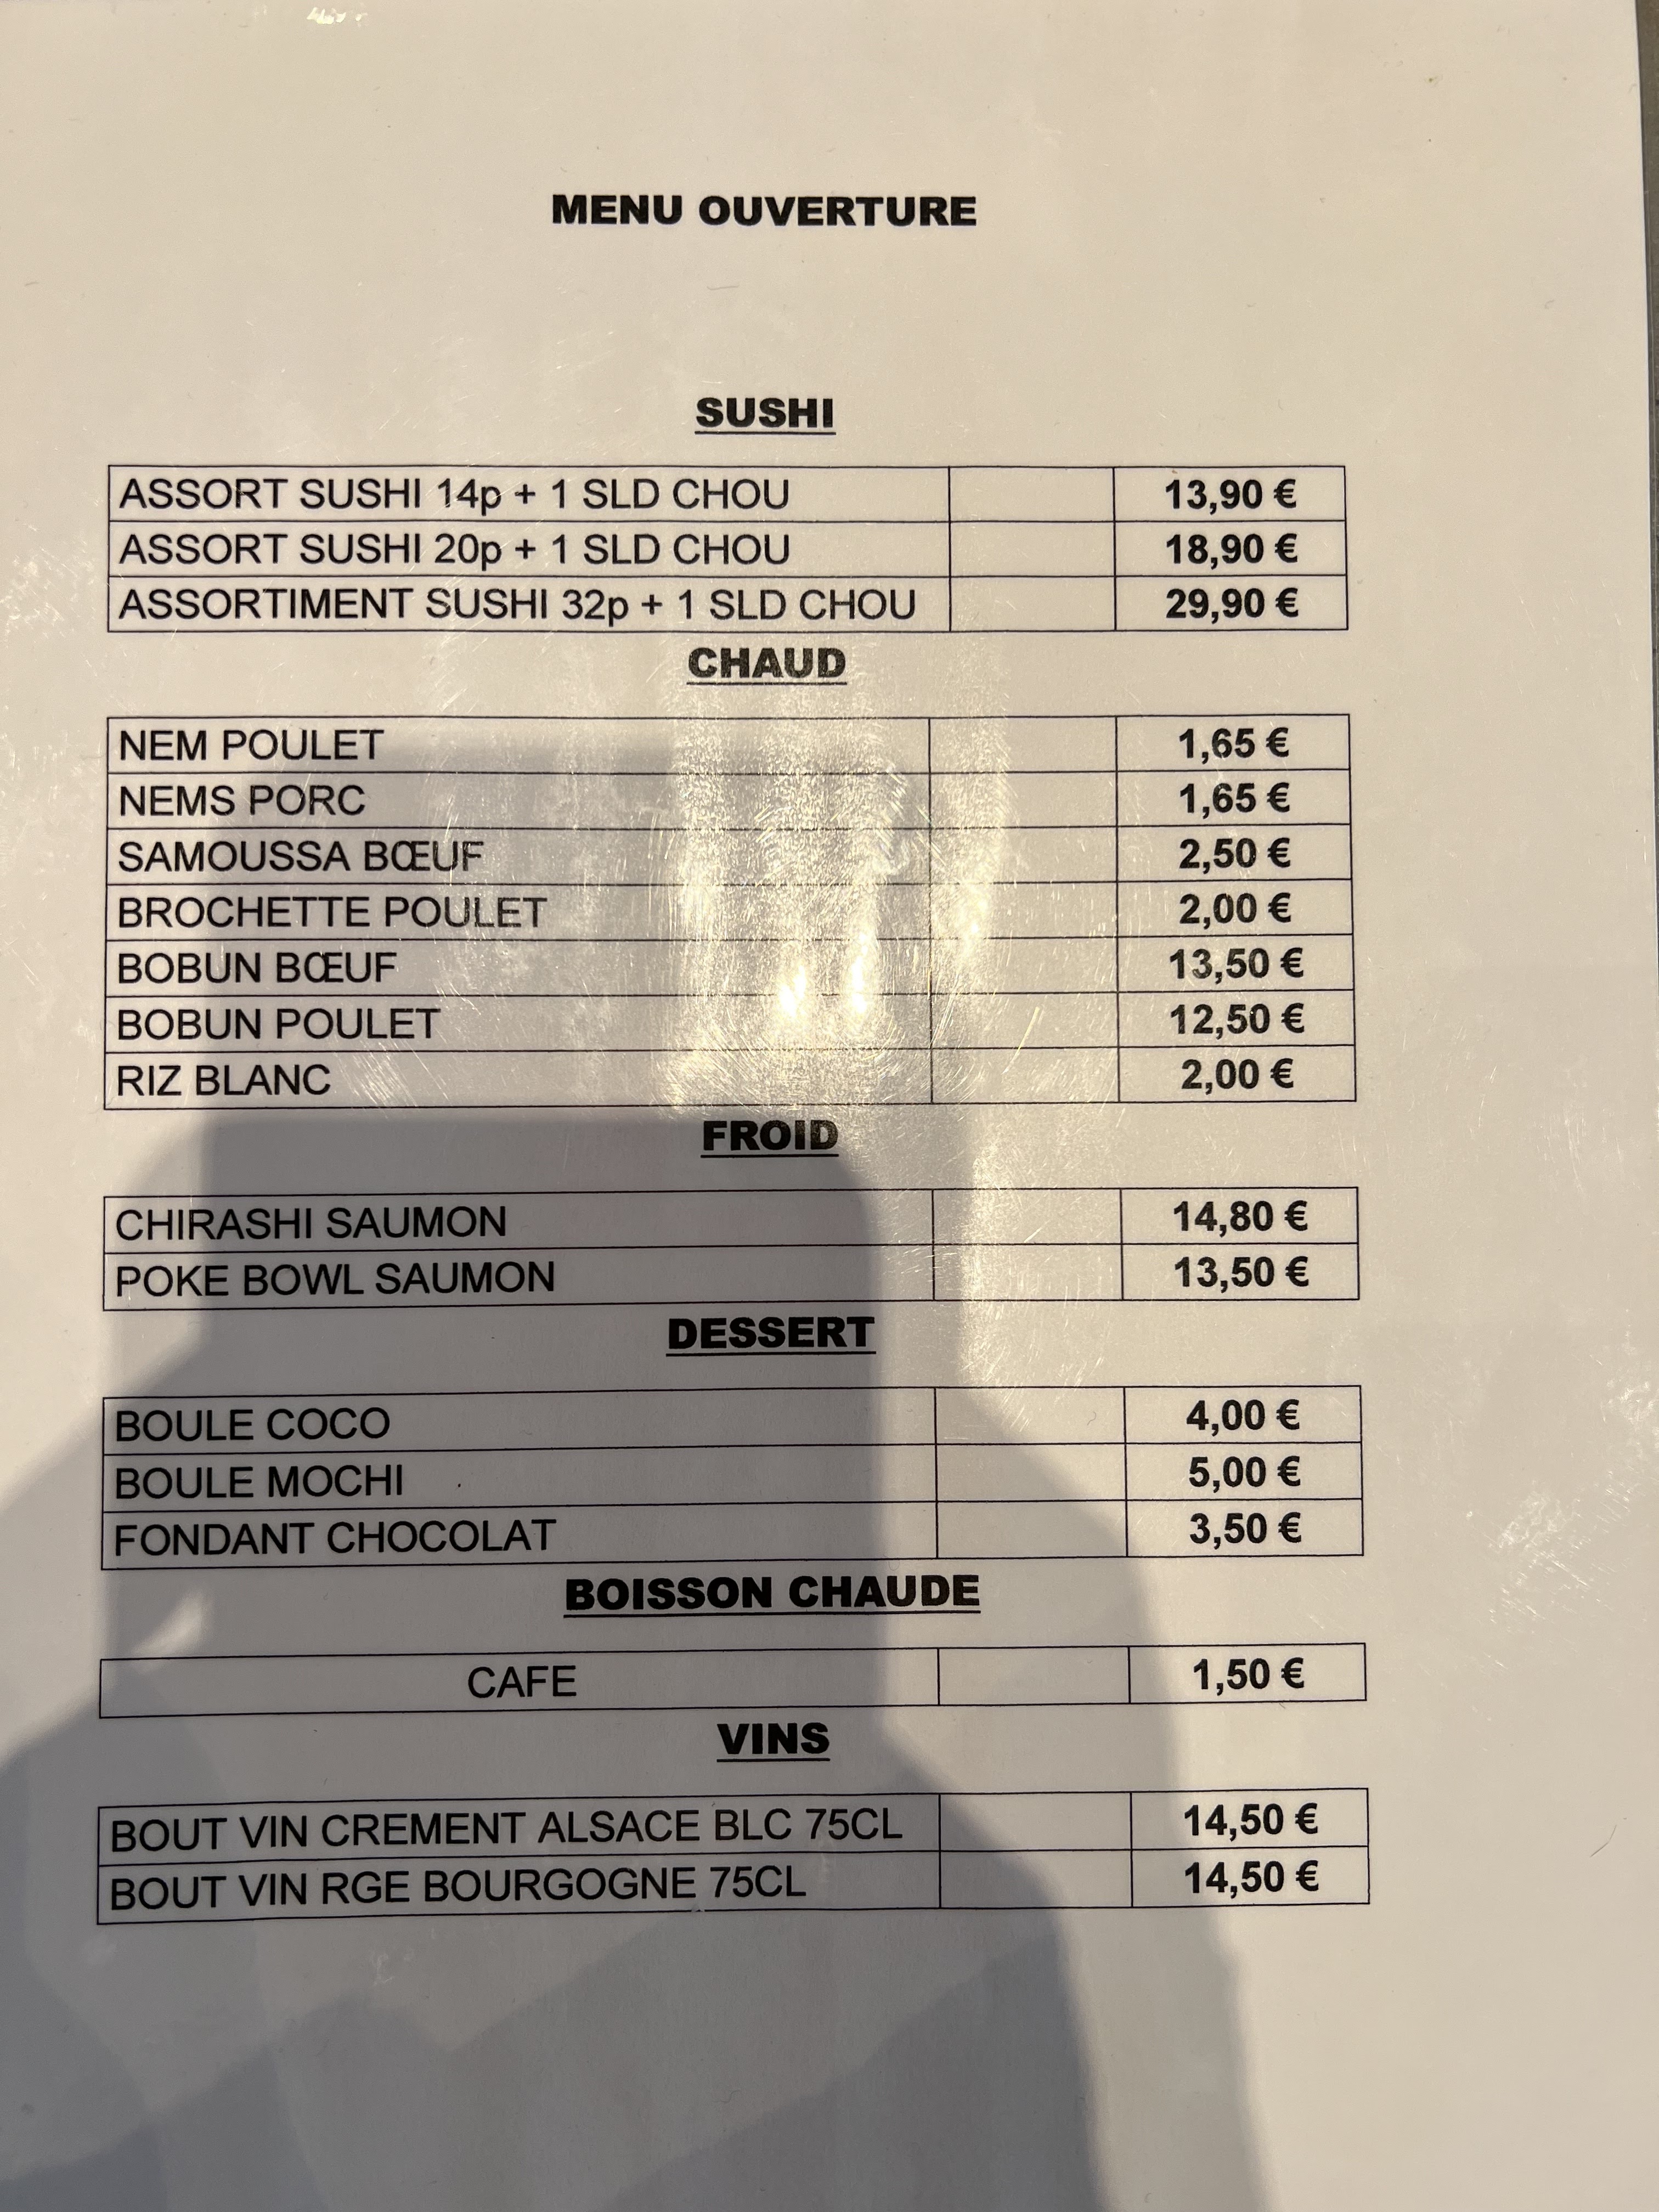 MENU OUVERTURE
SUSHI
ASSORT SUSHI 14p + 1 SLD CHOU 13,90 €
ASSORT SUSHI 20p + 1 SLD CHOU 18,90 €
ASSORTIMENT SUSHI 32p + 1 SLD CHOU 29,90 €
CHAUD
NEM POULET 1,65 €
NEMS PORC 1,65 €
SAMOUSSA BŒUF 2,50 €
BROCHETTE POULET 2,00 €
BOBUN BŒUF 13,50 €
BOBUN POULET 12,50 €
RIZ BLANC 2,00 €
FROID
CHIRASHI SAUMON 14,80 €
POKE BOWL SAUMON 13,50 €
DESSERT
BOULE COCO 4,00 €
BOULE MOCHI 5,00 €
FONDANT CHOCOLAT 3,50 €
BOISSON CHAUDE
CAFE 1,50 €
VINS
BOUT VIN CREMENT ALSACE BLC 75CL 14,50 €
BOUT VIN RGE BOURGOGNE 75CL 14,50 €